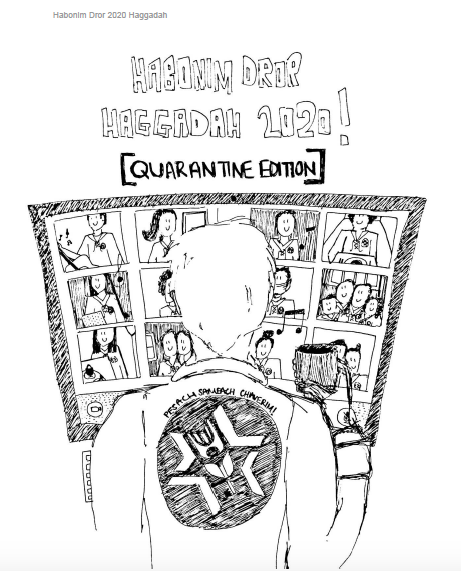 Habonim Dror 2020 Haggadah
HABONIM DROR
HAGGADAH 2020!
[QUARANTINE EDITION]
PESACH SAMEACH CHAVERIM!